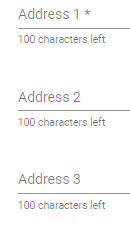 Address 1 *
100 characters left
Address 2
100 characters left
Address 3
100 characters left